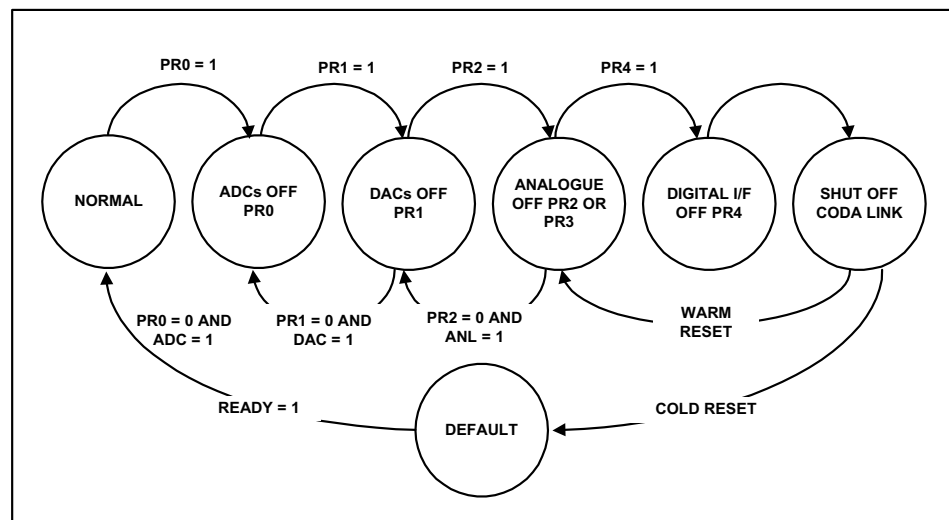 PR0 = 1
PR1 = 1
PR2 = 1
PR4 = 1
NORMAL
ADCs OFF
PR0
DACs OFF
PR1
ANALOGUE
OFF PR2 OR
PR3
DIGITAL I/F
OFF PR4
SHUT OFF
CODA LINK
PR0 = 0 AND
ADC = 1
PR1 = 0 AND
DAC = 1
PR2 = 0 AND
ANL = 1
WARM
RESET
READY = 1
DEFAULT
COLD RESET